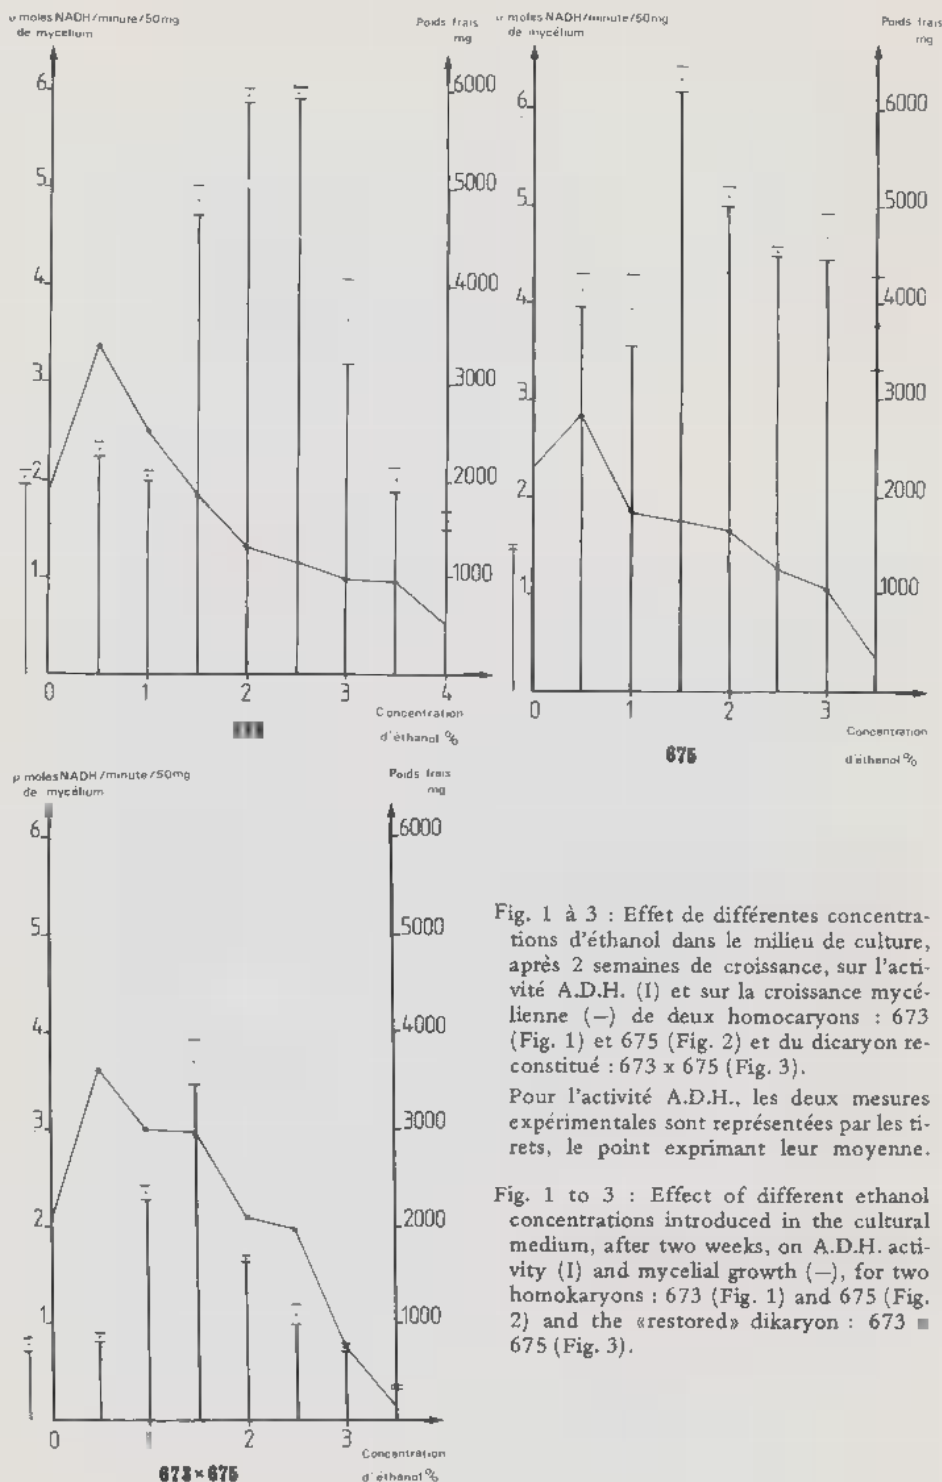 µ moles NADH/minute/50mg
de mycélium
Poids frais
mg
6
5
4
3
2
1
6000
5000
4000
3000
2000
1000
0 1 2 3 4
Concentration
d'éthanol %
µ moles NADH/minute/50mg
de mycélium
Poids frais
mg
6
5
4
3
2
1
6000
5000
4000
3000
2000
1000
0 1 2 3
Concentration
d'éthanol %
675
µ moles NADH/minute/50mg
de mycélium
Poids frais
mg
6
5
4
3
2
1
6000
5000
4000
3000
2000
1000
0 2 3
Concentration
d'éthanol %
673×675
Fig. 1 à 3 : Effet de différentes concentra-
tions d'éthanol dans le milieu de culture,
après 2 semaines de croissance, sur l'acti-
vité A.D.H. (I) et sur la croissance mycé-
lienne (−) de deux homocaryons : 673
(Fig. 1) et 675 (Fig. 2) et du dicaryon re-
constitué : 673 x 675 (Fig. 3).
Pour l'activité A.D.H., les deux mesures
expérimentales sont représentées par les ti-
rets, le point exprimant leur moyenne.
Fig. 1 to 3 : Effect of different ethanol
concentrations introduced in the cultural
medium, after two weeks, on A.D.H. acti-
vity (I) and mycelial growth (−), for two
homokaryons : 673 (Fig. 1) and 675 (Fig.
2) and the «restored» dikaryon : 673
675 (Fig. 3).